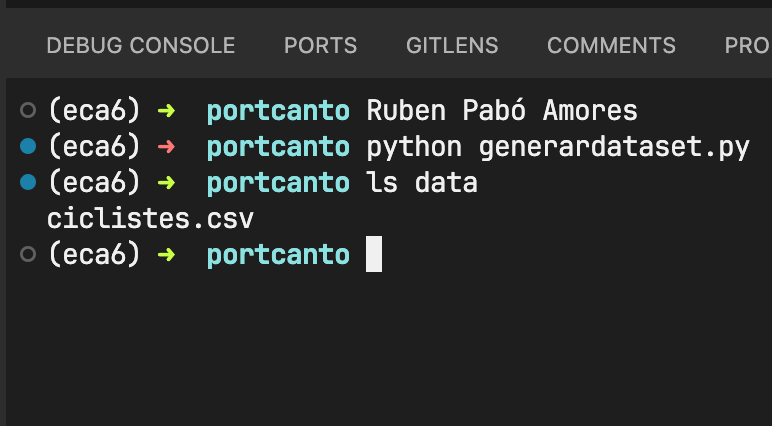 DEBUG CONSOLE PORTS GITLENS COMMENTS PRO
(eca6) ➜ portcanto Ruben Pabó Amores
(eca6) ➜ portcanto python generardataset.py
(eca6) ➜ portcanto ls data
ciclistes.csv
(eca6) ➜ portcanto